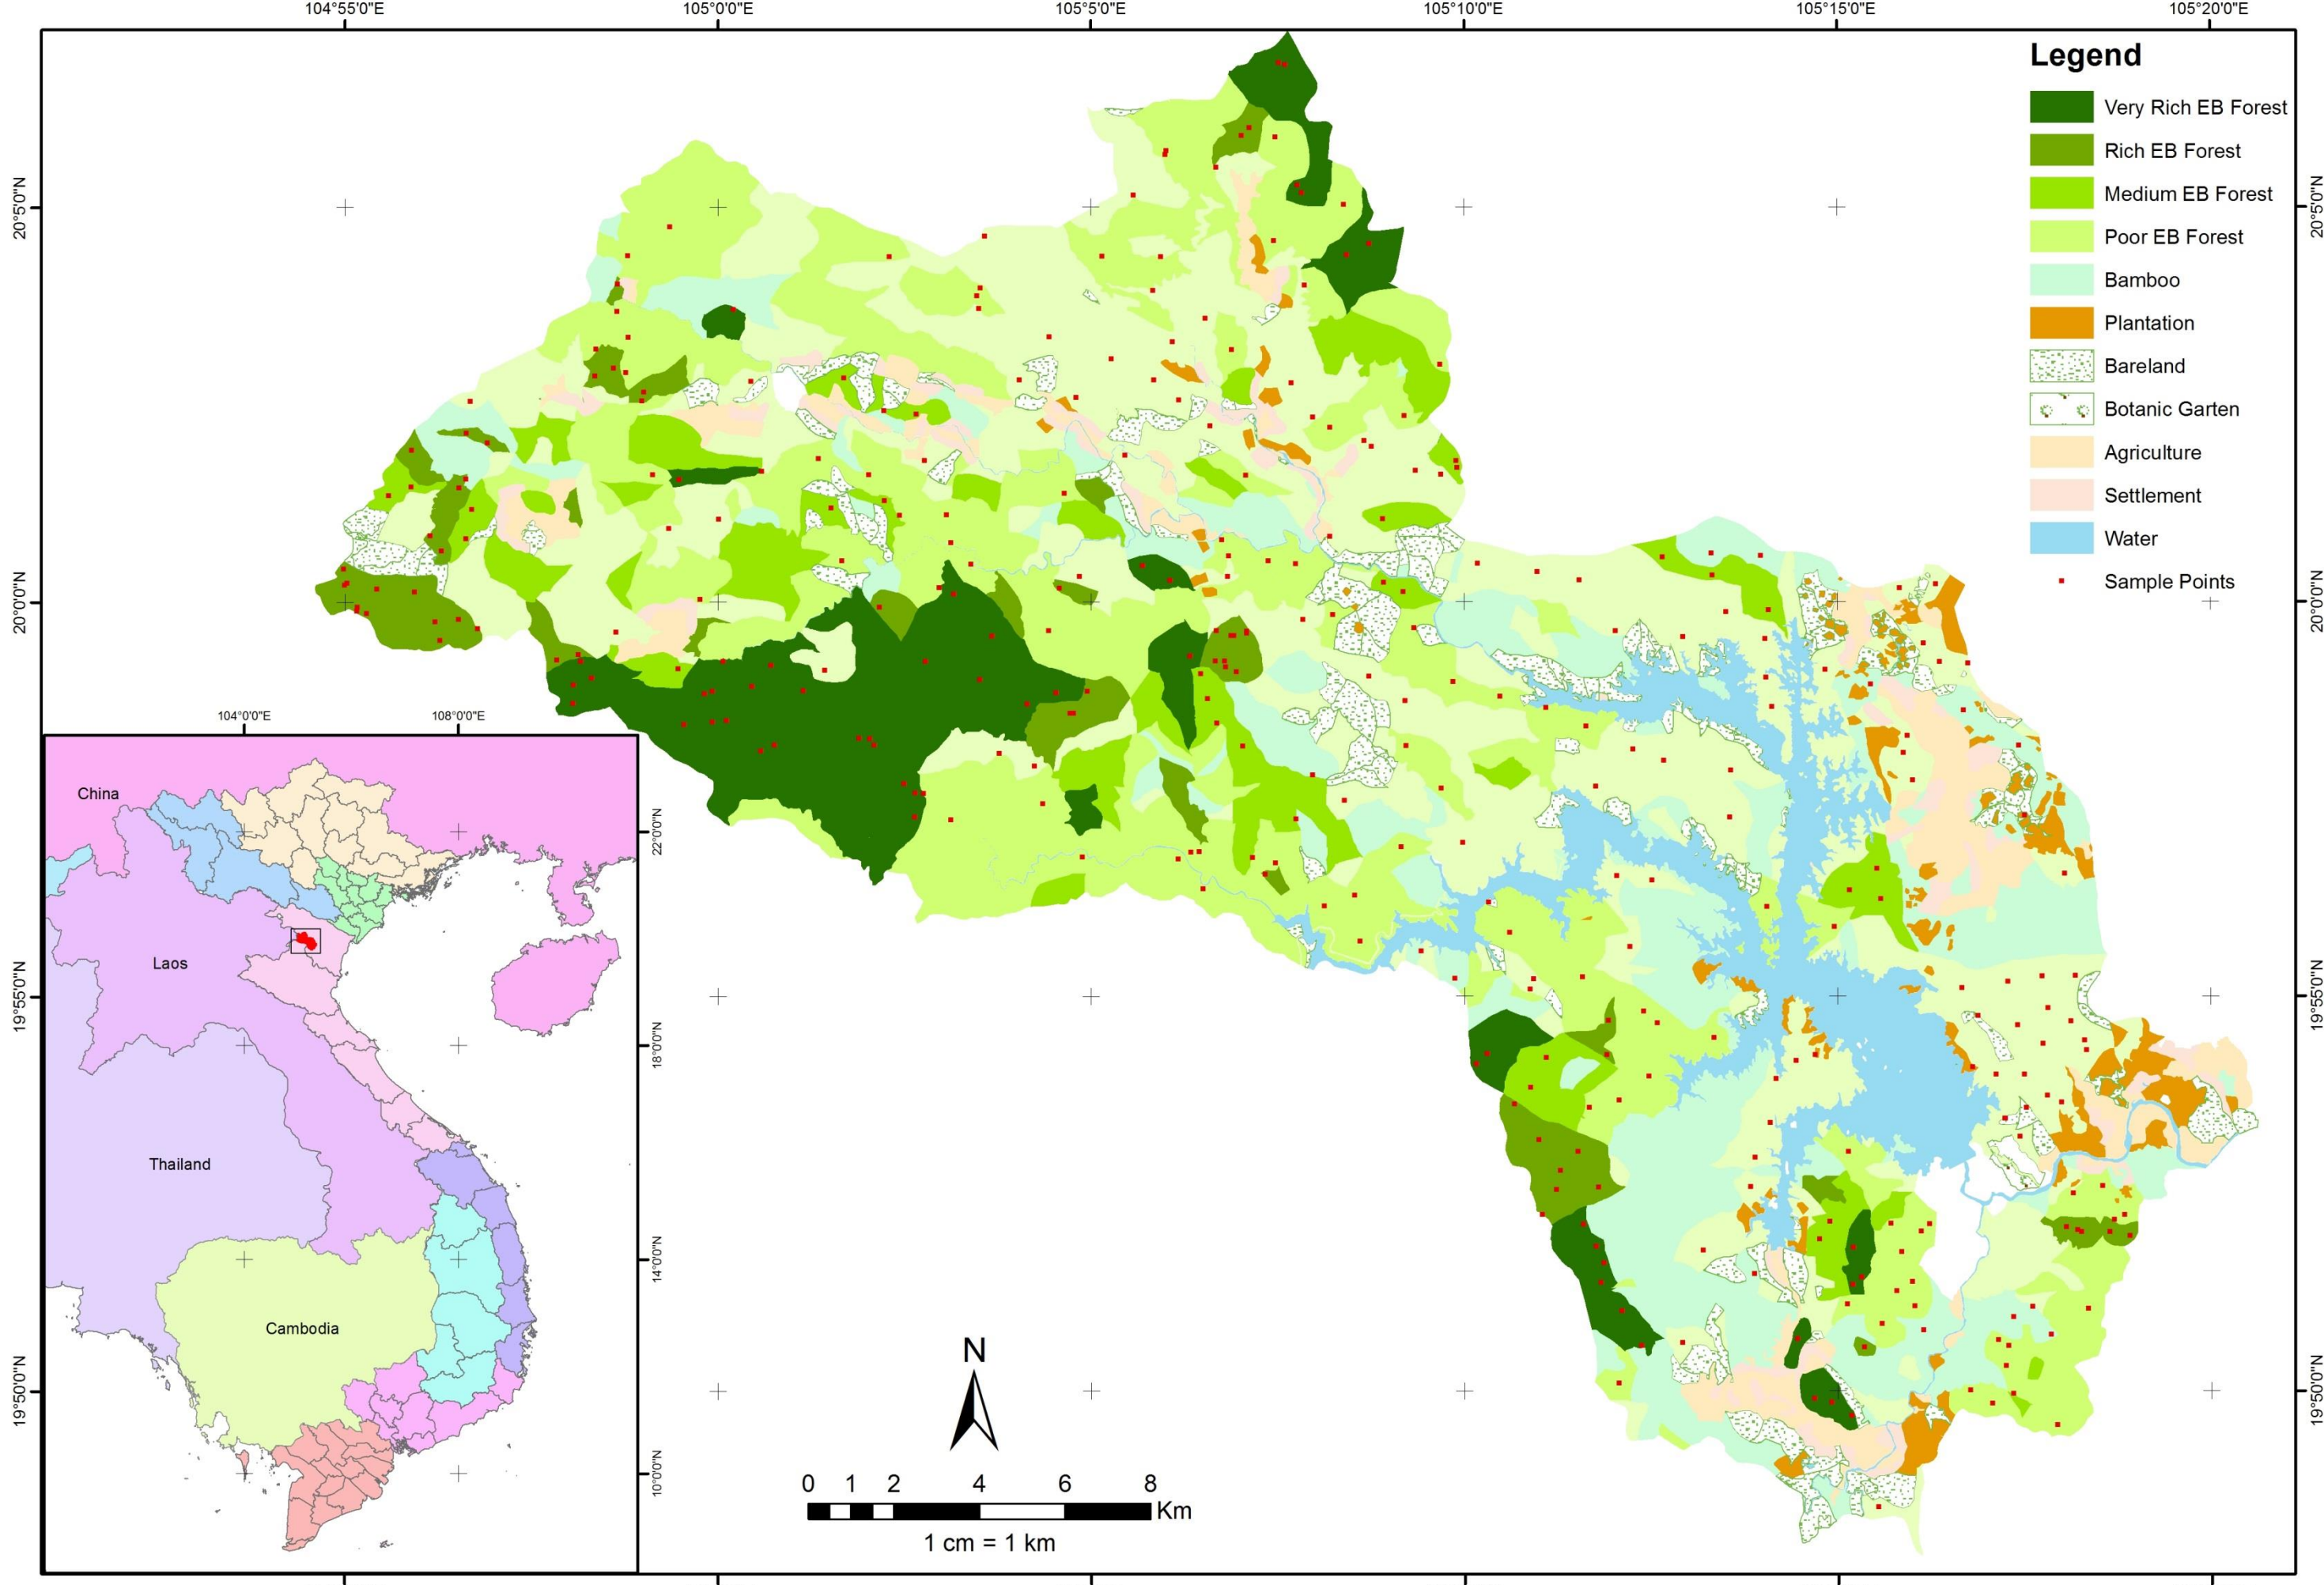 104°55'0"E
105°0'0"E
105°5'0"E
105°10'0"E
105°15'0"E
105°20'0"E
Legend
Very Rich EB Forest
Rich EB Forest
Medium EB Forest
Poor EB Forest
Bamboo
Plantation
Bareland
Botanic Garten
Agriculture
Settlement
Water
Sample Points
20°5'0"N
20°5'0"N
20°0'0"N
20°0'0"N
19°55'0"N
19°55'0"N
19°50'0"N
19°50'0"N
104°0'0"E
108°0'0"E
22°0'0"N
18°0'0"N
14°0'0"N
10°0'0"N
China
Laos
Thailand
Cambodia
N
0 1 2 4 6 8
Km
1 cm = 1 km